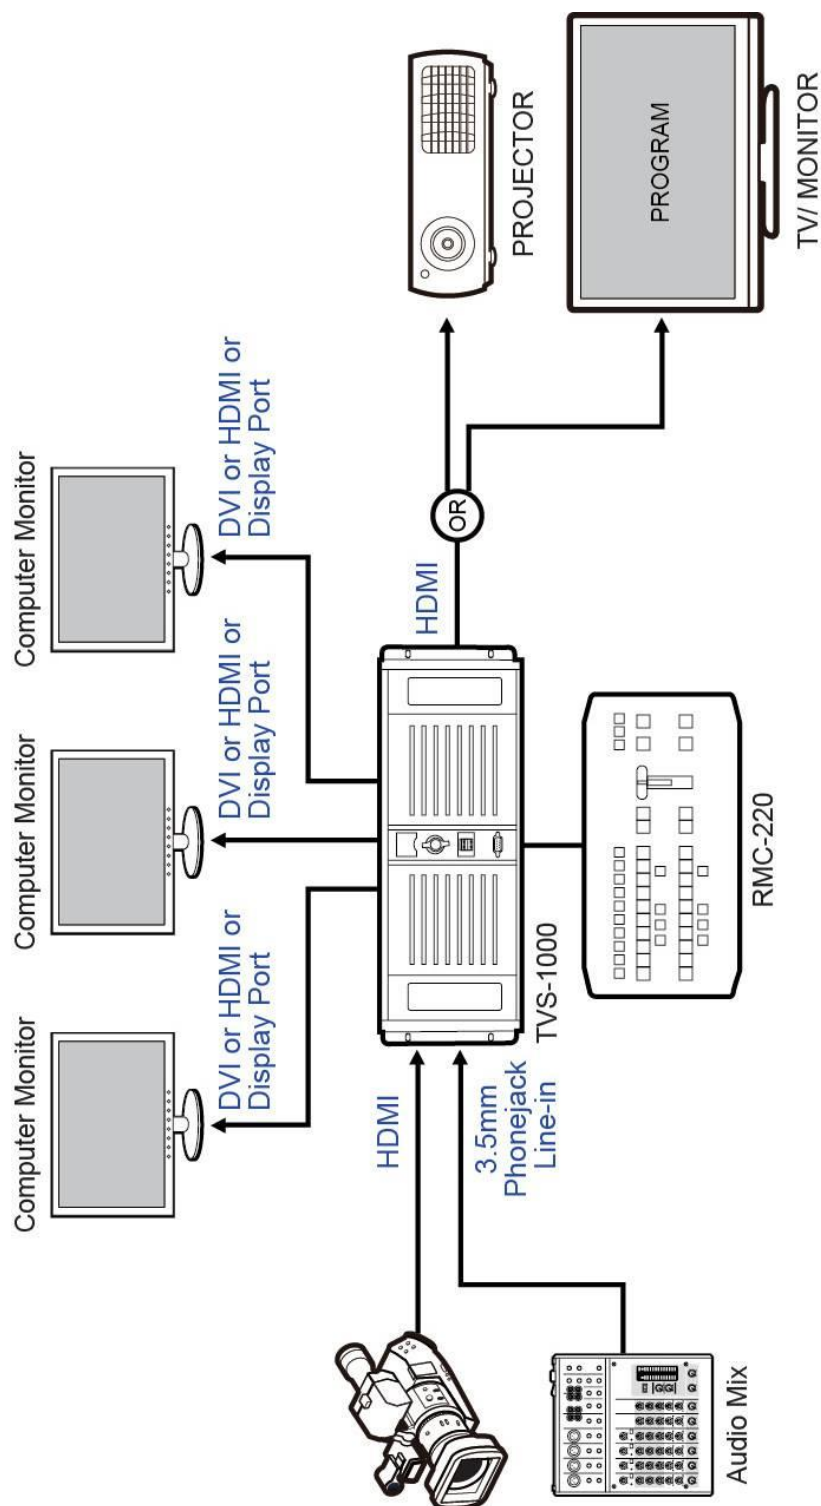 Computer Monitor
Computer Monitor
Computer Monitor
DVI or HDMI or
Display Port
DVI or HDMI or
Display Port
DVI or HDMI or
Display Port
HDMI
3.5mm
Phonejack
Line-in
HDMI
OR
PROJECTOR
PROGRAM
TV/ MONITOR
TVS-1000
RMC-220
Audio Mix